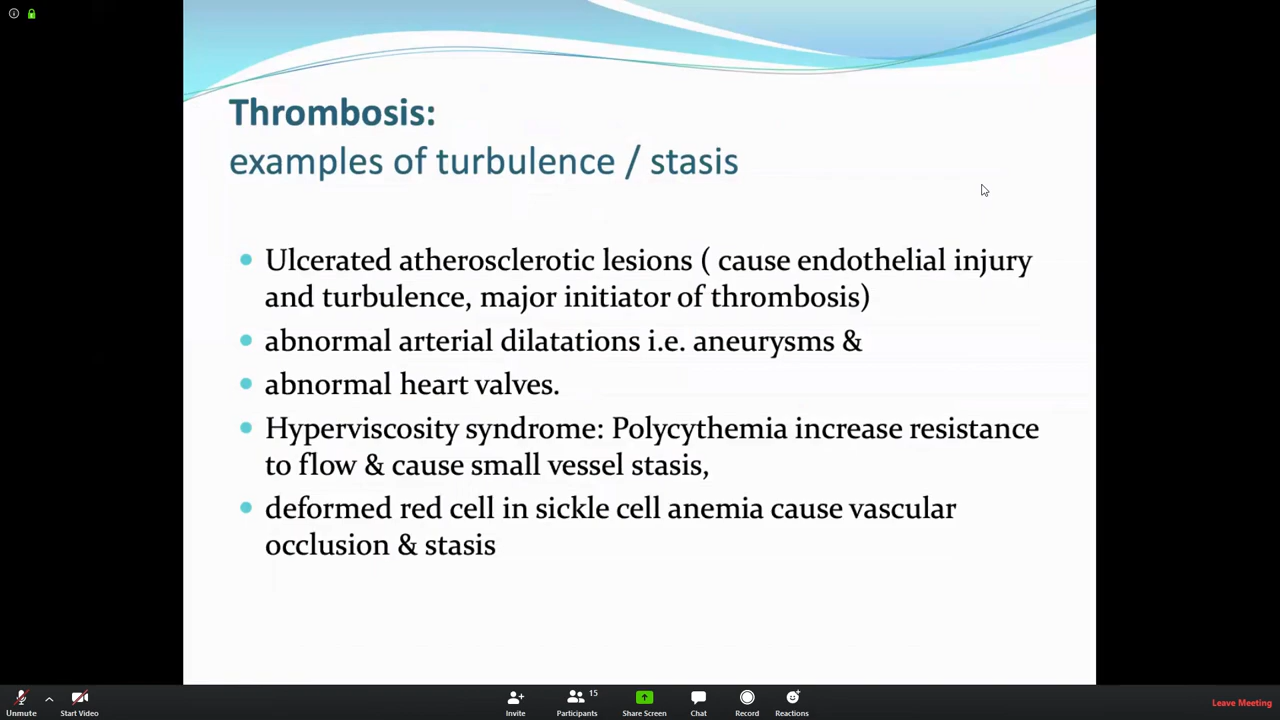 Thrombosis:
examples of turbulence / stasis
Ulcerated atherosclerotic lesions ( cause endothelial injury
and turbulence, major initiator of thrombosis)
abnormal arterial dilatations i.e. aneurysms &
abnormal heart valves.
Hyperviscosity syndrome: Polycythemia increase resistance
to flow & cause small vessel stasis,
deformed red cell in sickle cell anemia cause vascular
occlusion & stasis
Unmute
Start Video
Invite
Participants
15
Share Screen
Chat
Record
Reactions
Leave Meeting